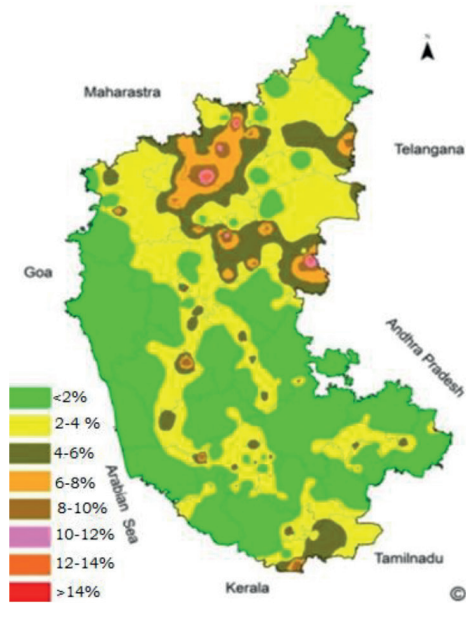 N
Maharastra
Telangana
Goa
Andhra Pradesh
<2%
2-4 %
4-6%
6-8%
8-10%
10-12%
12-14%
>14%
Arabian Sea
Tamilnadu
Kerala
©